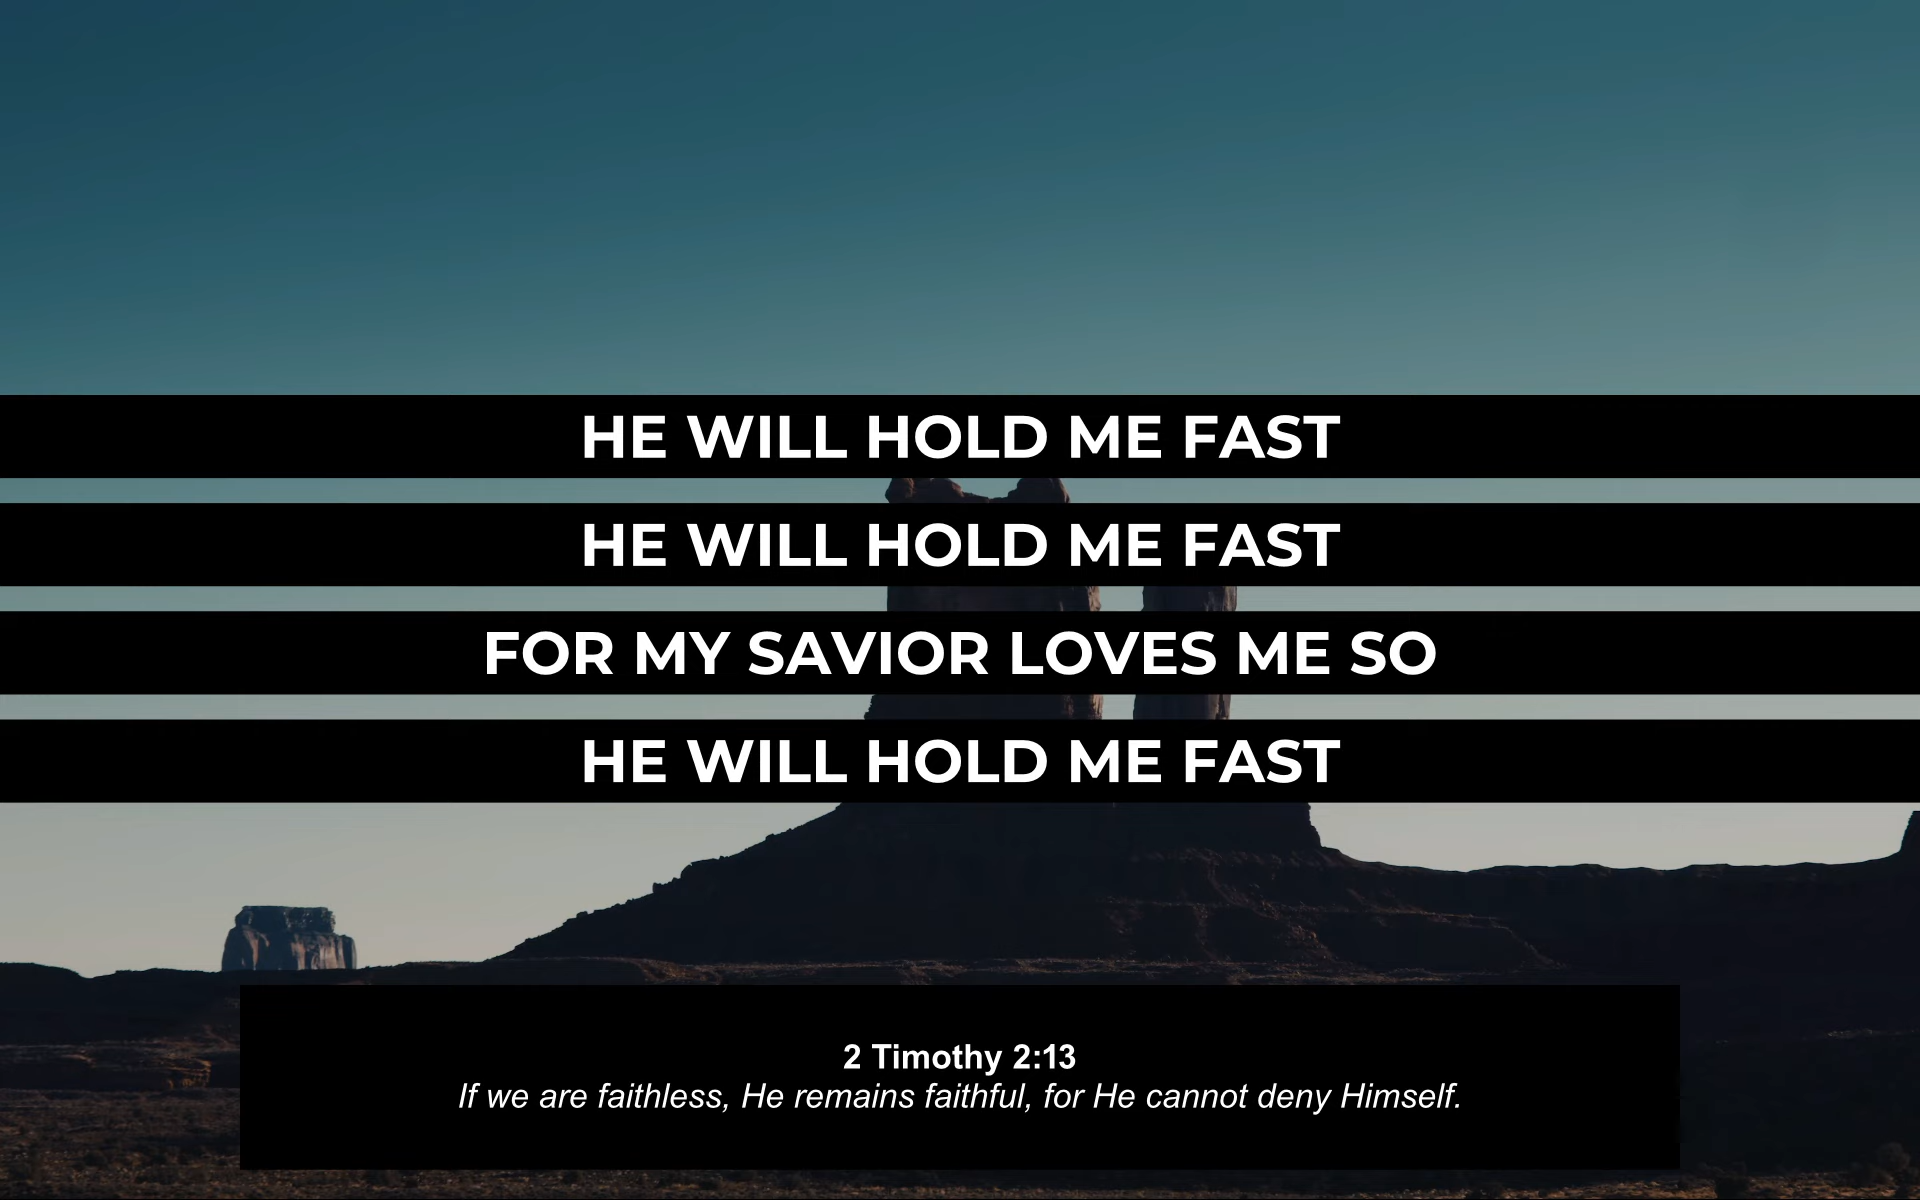 HE WILL HOLD ME FAST
HE WILL HOLD ME FAST
FOR MY SAVIOR LOVES ME SO
HE WILL HOLD ME FAST
2 Timothy 2:13
If we are faithless, He remains faithful, for He cannot deny Himself.